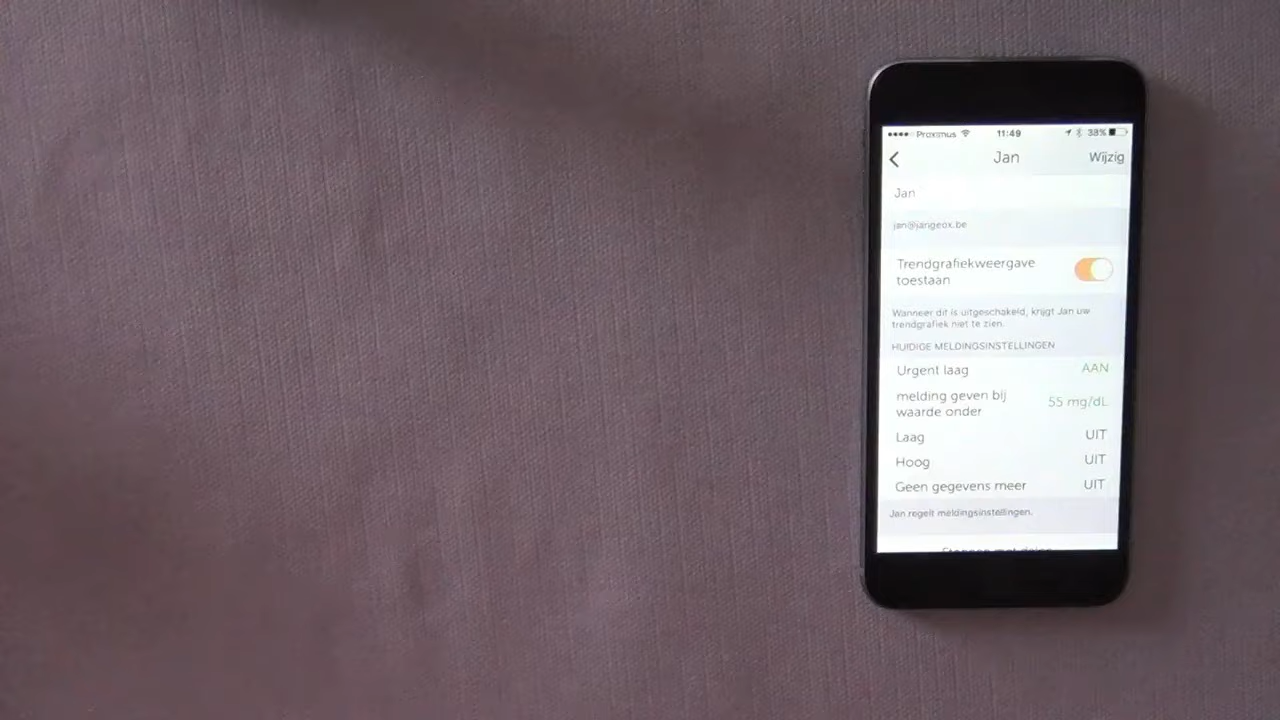 Proximus 11:49 38%
Jan Wijzig
Jan
jan@jangeox.be
Trendgrafiekweergave
toestaan
Wanneer dit is uitgeschakeld, krijgt Jan uw
trendgrafiek niet te zien.
HUIDIGE MELDINGSINSTELLINGEN
Urgent laag AAN
melding geven bij
waarde onder 55 mg/dL
Laag UIT
Hoog UIT
Geen gegevens meer UIT
Jan regelt meldingsinstellingen.